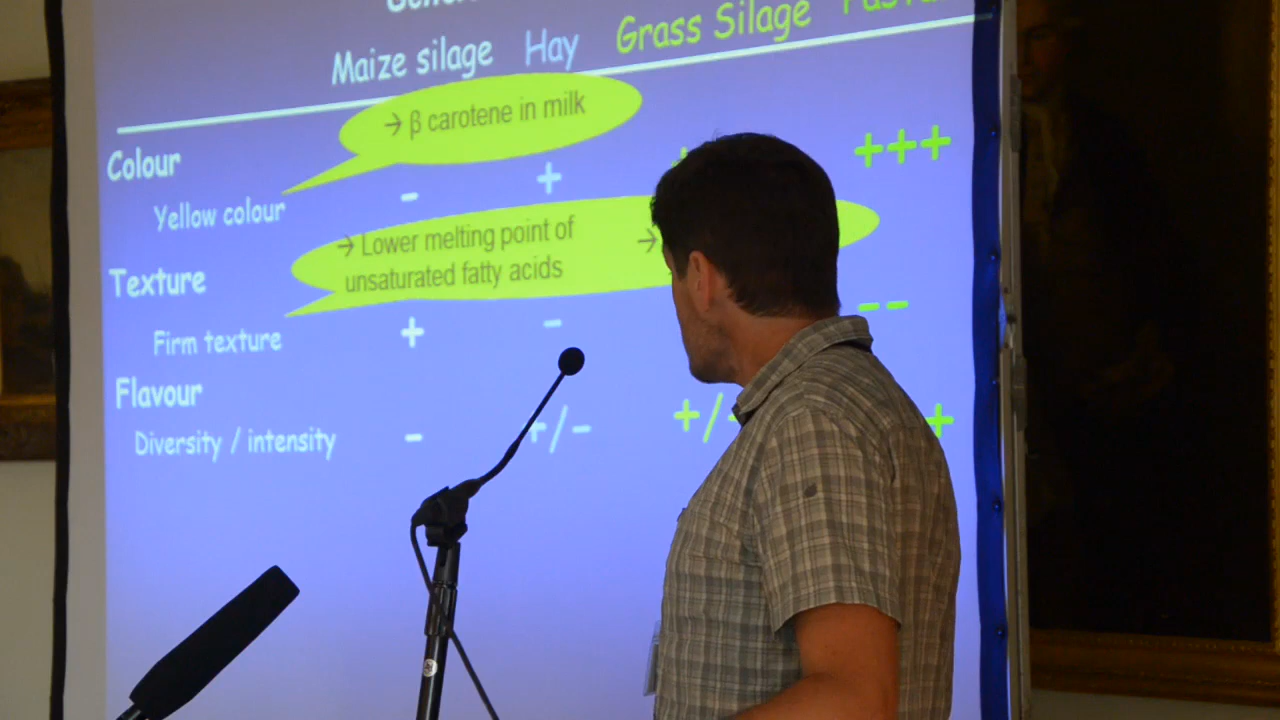 Maize silage Hay Grass Silage
→ β carotene in milk
Colour
+++
Yellow colour - +
→ Lower melting point of →
unsaturated fatty acids
Texture
Firm texture + - --
Flavour
Diversity / intensity - +/- +/- +